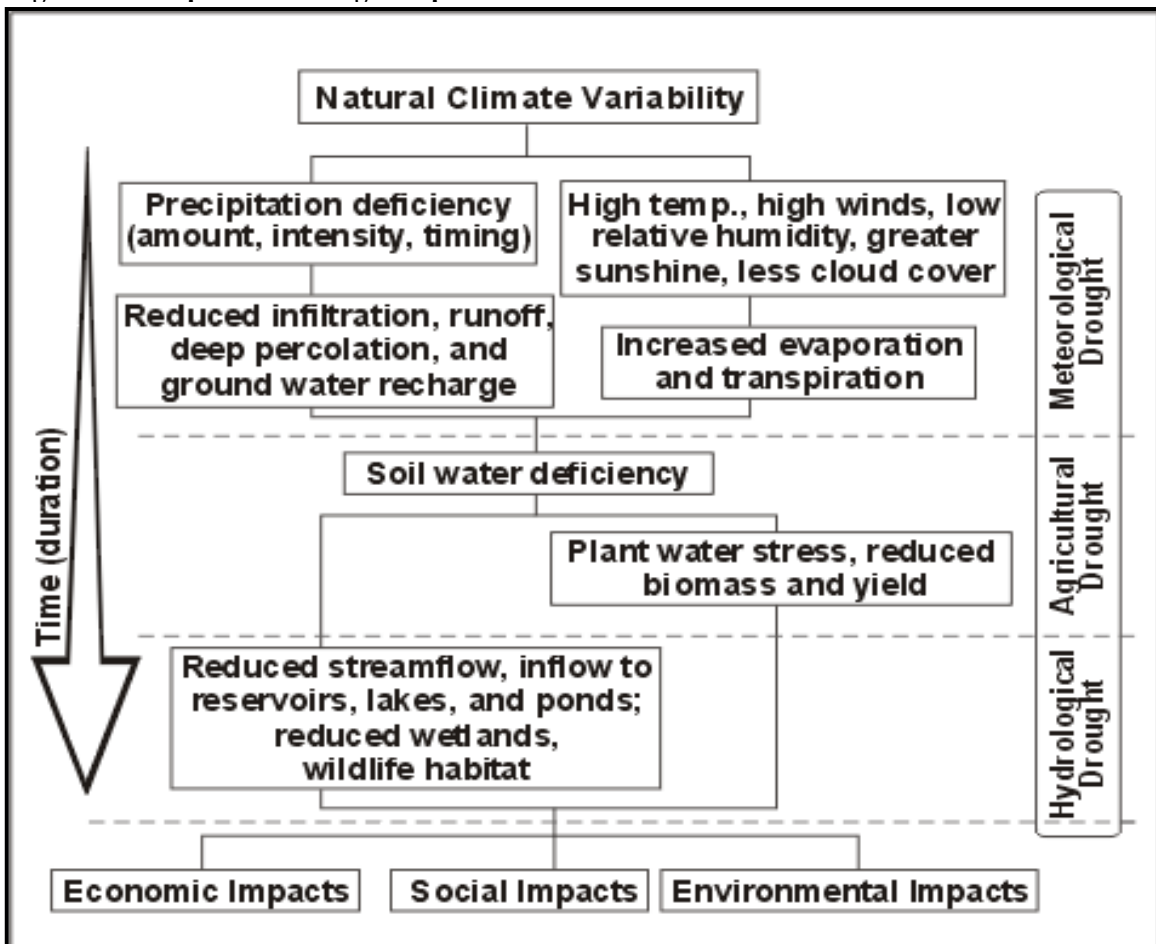 Natural Climate Variability
Precipitation deficiency
(amount, intensity, timing)
High temp., high winds, low
relative humidity, greater
sunshine, less cloud cover
Reduced infiltration, runoff,
deep percolation, and
ground water recharge
Increased evaporation
and transpiration
Meteorological
Drought
Soil water deficiency
Plant water stress, reduced
biomass and yield
Agricultural
Drought
Time (duration)
Reduced streamflow, inflow to
reservoirs, lakes, and ponds;
reduced wetlands,
wildlife habitat
Hydrological
Drought
Economic Impacts
Social Impacts
Environmental Impacts